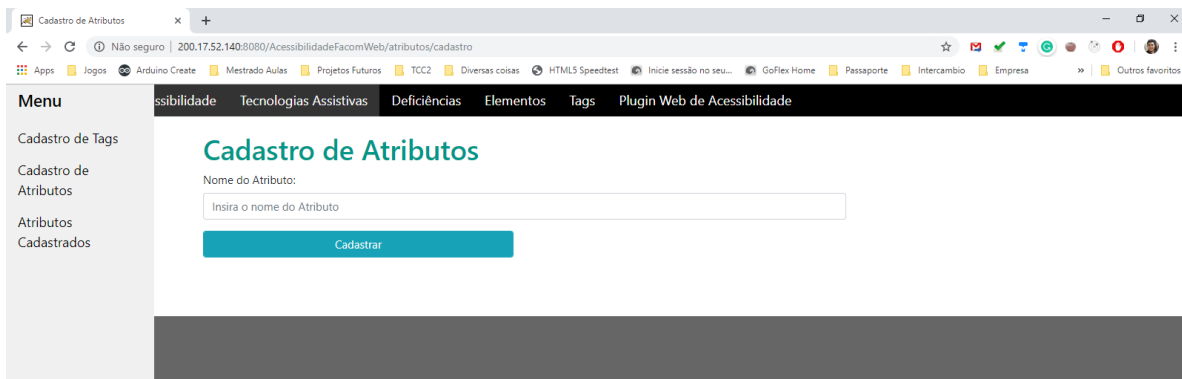 Cadastro de Atributos
Não seguro | 200.17.52.140:8080/AcessibilidadeFacomWeb/atributos/cadastro
Apps Jogos Arduino Create Mestrado Aulas Projetos Futuros TCC2 Diversas coisas HTML5 Speedtest Inicie sessão no seu... GoFlex Home Passaporte Intercambio Empresa » Outros favoritos
Menu ssibilidade Tecnologias Assistivas Deficiências Elementos Tags Plugin Web de Acessibilidade
Cadastro de Tags
Cadastro de
Atributos
Atributos
Cadastrados
Cadastro de Atributos
Nome do Atributo:
Insira o nome do Atributo
Cadastrar